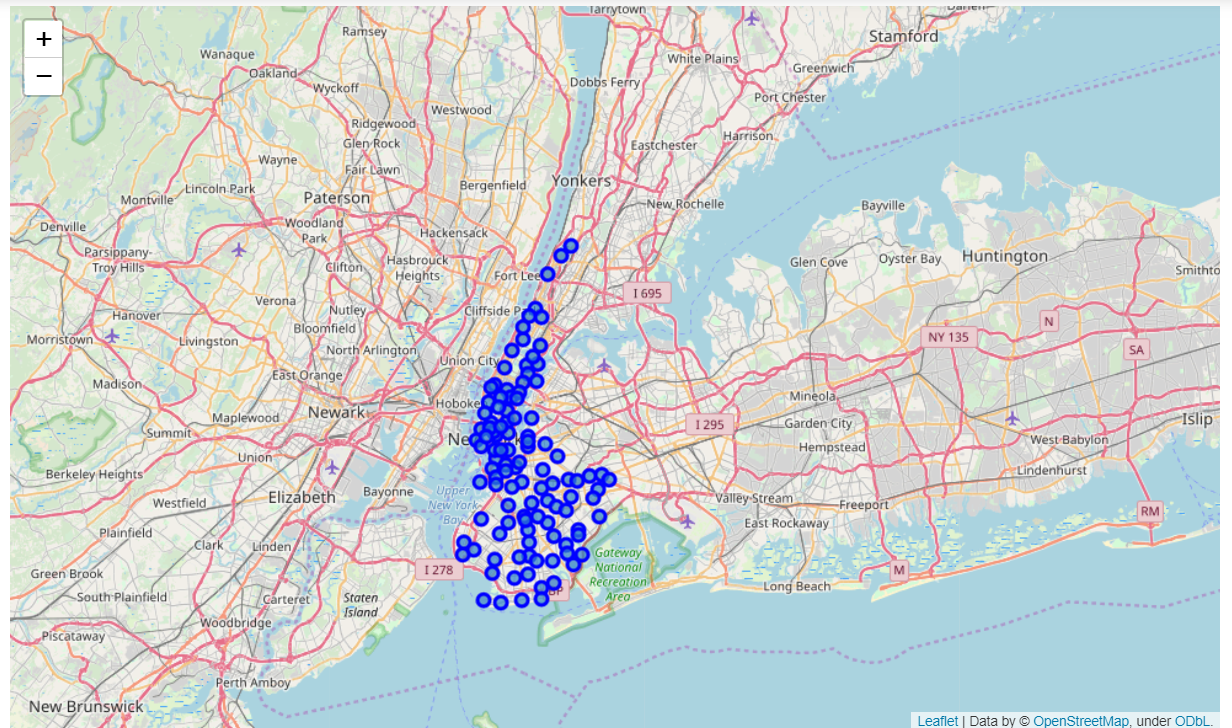 +
−
Tarrytown
Darien
Ramsey
Stamford
Wanaque
White Plains
Oakland
Greenwich
Wyckoff
Dobbs Ferry
Port Chester
Westwood
Ridgewood
Harrison
Glen Rock
Eastchester
Wayne
Fair Lawn
Yonkers
Lincoln Park
Bergenfield
Montville
Paterson
New Rochelle
Bayville
Denville
Woodland
Park
Hackensack
Parsippany-
Troy Hills
Hasbrouck
Heights
Clifton
Fort Lee
Glen Cove
Oyster Bay
Huntington
Smithto
I 695
Verona
Nutley
Cliffside P
Hanover
Bloomfield
N
Morristown
Livingston
North Arlington
NY 135
SA
Union City
East Orange
Madison
Mineola
Hoboke
Newark
Maplewood
I 295
Garden City
Islip
Summit
Ne
k
West Babylon
Hempstead
Union
Berkeley Heights
Lindenhurst
Elizabeth
Bayonne
Upper
New York
Bay
Valley Stream
Freeport
Westfield
RM
East Rockaway
Plainfield
Clark
Linden
Gateway
National
Recreation
Area
Green Brook
I 278
M
Long Beach
South Plainfield
Carteret
Staten
Island
BP
Woodbridge
Piscataway
Perth Amboy
New Brunswick
Leaflet | Data by © OpenStreetMap, under ODbL.